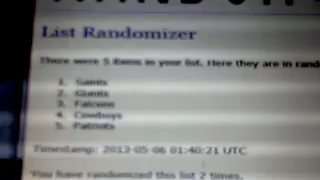 List Randomizer
There were 5 items in your list. Here they are in rand
1. Saints
2. Giants
3. Falcons
4. Cowboys
5. Patriots
Timestamp: 2013-05-06 01:40:21 UTC
You have randomized this list 2 times.